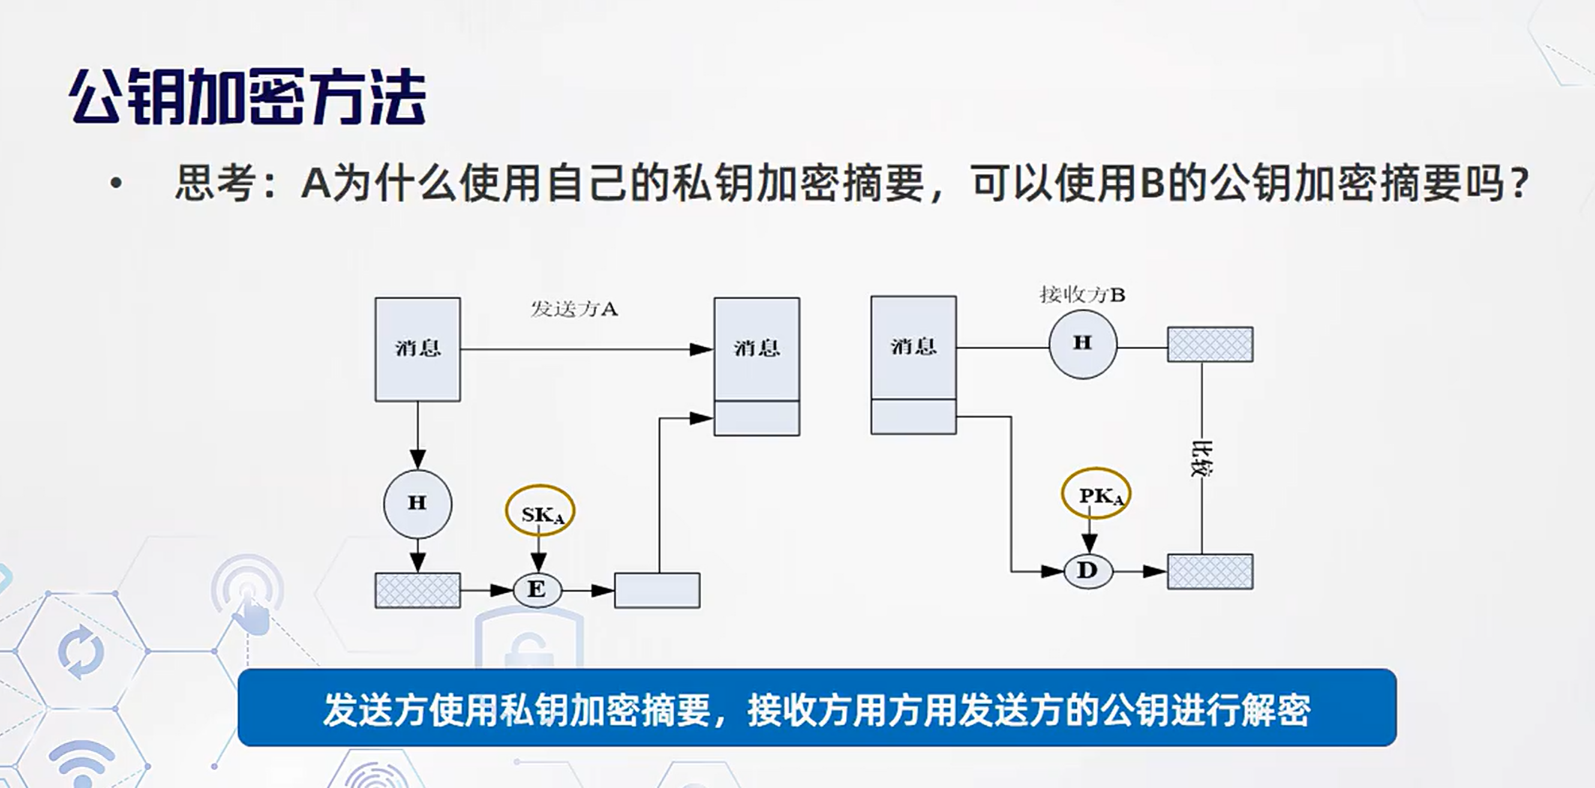 公钥加密方法
• 思考：A为什么使用自己的私钥加密摘要，可以使用B的公钥加密摘要吗？
发送方A
消息
消息
H
SKA
E
接收方B
消息
H
比较
PKA
D
发送方使用私钥加密摘要，接收方用方用发送方的公钥进行解密